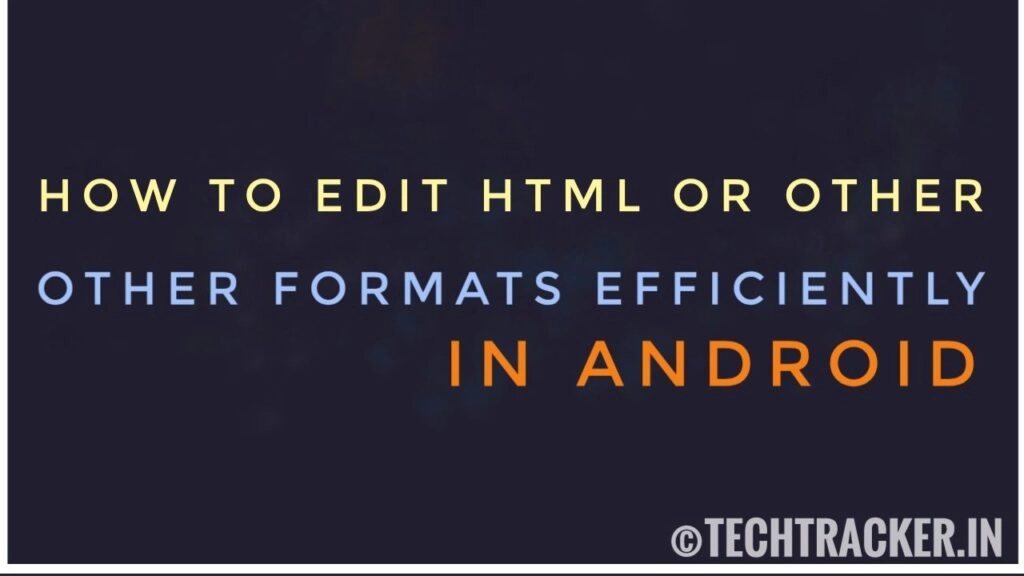 HOW TO EDIT HTML OR OTHER
OTHER FORMATS EFFICIENTLY
IN ANDROID
©TECHTRACKER.IN